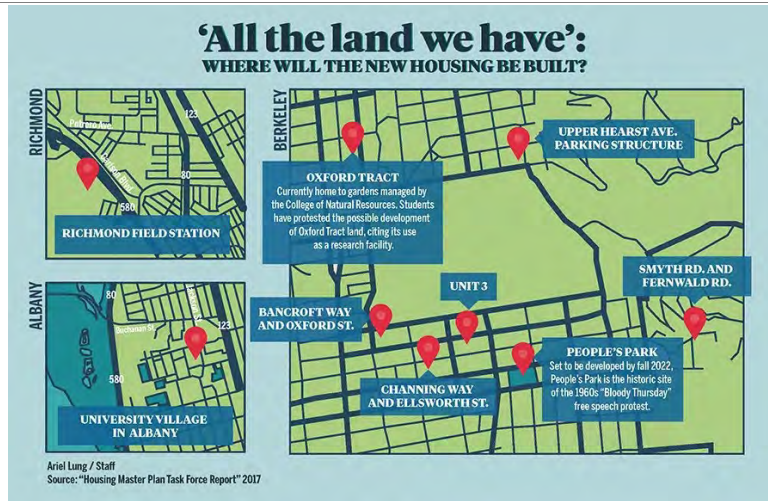 ‘All the land we have’:
WHERE WILL THE NEW HOUSING BE BUILT?
RICHMOND
Potrero Ave.
123
80
580
RICHMOND FIELD STATION
ALBANY
80
Buchanan St.
123
580
UNIVERSITY VILLAGE
IN ALBANY
BERKELEY
UPPER HEARST AVE.
PARKING STRUCTURE
OXFORD TRACT
Currently home to gardens managed by
the College of Natural Resources. Students
have protested the possible development
of Oxford Tract land, citing its use
as a research facility.
SMYTH RD. AND
FERNWALD RD.
UNIT 3
BANCROFT WAY
AND OXFORD ST.
CHANNING WAY
AND ELLSWORTH ST.
PEOPLE’S PARK
Set to be developed by fall 2022,
People’s Park is the historic site
of the 1960s “Bloody Thursday”
free speech protest.
Ariel Lung / Staff
Source: “Housing Master Plan Task Force Report” 2017